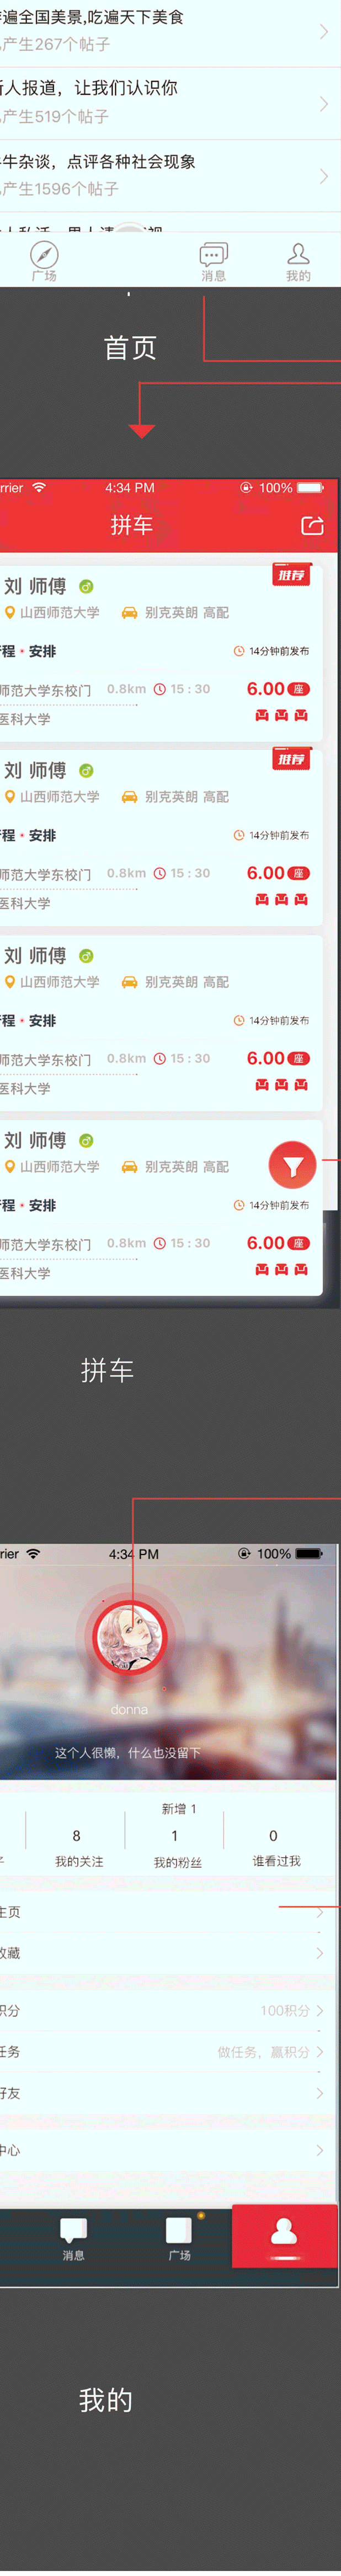 遍全国美景,吃遍天下美食
产生267个帖子
人报道，让我们认识你
产生519个帖子
牛杂谈，点评各种社会现象
产生1596个帖子
广场 消息 我的
首页
rrier 4:34 PM 100%
拼车
刘 师傅 推荐
山西师范大学 别克英朗 高配
程·安排 14分钟前发布
师范大学东校门 0.8km 15:30 6.00 座
医科大学
刘 师傅 推荐
山西师范大学 别克英朗 高配
程·安排 14分钟前发布
师范大学东校门 0.8km 15:30 6.00 座
医科大学
刘 师傅
山西师范大学 别克英朗 高配
程·安排 14分钟前发布
师范大学东校门 0.8km 15:30 6.00 座
医科大学
刘 师傅
山西师范大学 别克英朗 高配
程·安排 14分钟前发布
师范大学东校门 0.8km 15:30 6.00 座
医科大学
拼车
rier 4:34 PM 100%
donna
这个人很懒，什么也没留下
新增 1
8 1 0
我的关注 我的粉丝 谁看过我
主页
收藏
积分 100积分
任务 做任务，赢积分
好友
中心
消息 广场
我的